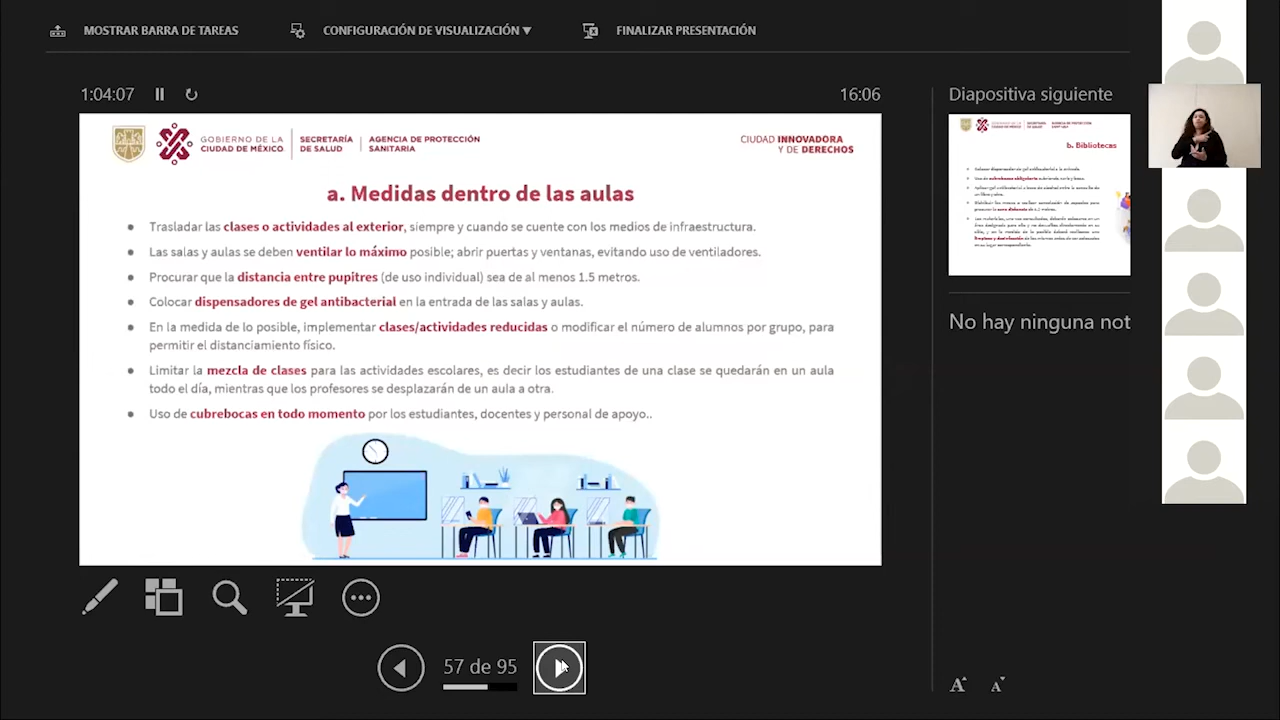 MOSTRAR BARRA DE TAREAS
CONFIGURACIÓN DE VISUALIZACIÓN ▼
FINALIZAR PRESENTACIÓN
1:04:07
16:06
GOBIERNO DE LA
CIUDAD DE MÉXICO
SECRETARÍA
DE SALUD
AGENCIA DE PROTECCIÓN
SANITARIA
CIUDAD INNOVADORA
Y DE DERECHOS
a. Medidas dentro de las aulas
● Trasladar las clases o actividades al exterior, siempre y cuando se cuente con los medios de infraestructura.
● Las salas y aulas se deben ventilar lo máximo posible; abrir puertas y ventanas, evitando uso de ventiladores.
● Procurar que la distancia entre pupitres (de uso individual) sea de al menos 1.5 metros.
● Colocar dispensadores de gel antibacterial en la entrada de las salas y aulas.
● En la medida de lo posible, implementar clases/actividades reducidas o modificar el número de alumnos por grupo, para
permitir el distanciamiento físico.
● Limitar la mezcla de clases para las actividades escolares, es decir los estudiantes de una clase se quedarán en un aula
todo el día, mientras que los profesores se desplazarán de un aula a otra.
● Uso de cubrebocas en todo momento por los estudiantes, docentes y personal de apoyo..
57 de 95
Diapositiva siguiente
b. Bibliotecas
No hay ninguna not
A A